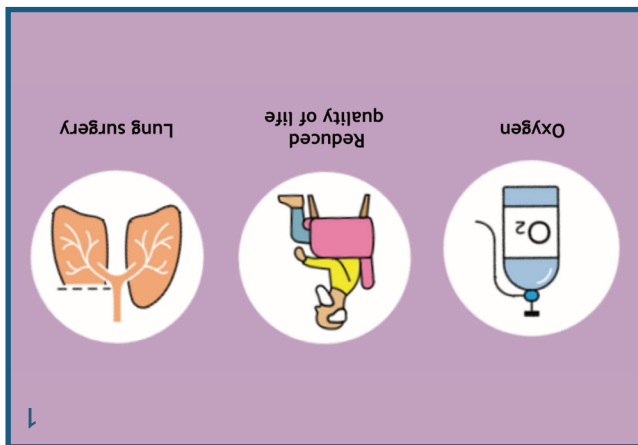 1
O2
Oxygen
Reduced
quality of life
Lung surgery